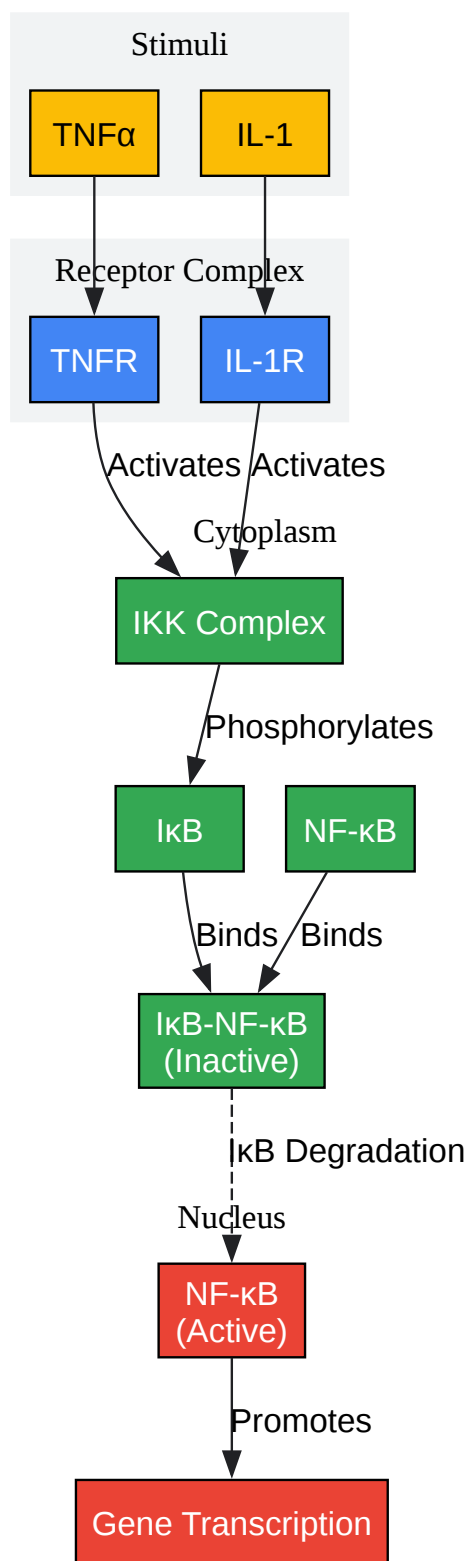 Stimuli
TNFα
IL-1
Receptor Complex
TNFR
IL-1R
Activates
Activates
Cytoplasm
IKK Complex
Phosphorylates
IκB
NF-κB
Binds
Binds
IκB-NF-κB
(Inactive)
IκB Degradation
Nucleus
NF-κB
(Active)
Promotes
Gene Transcription